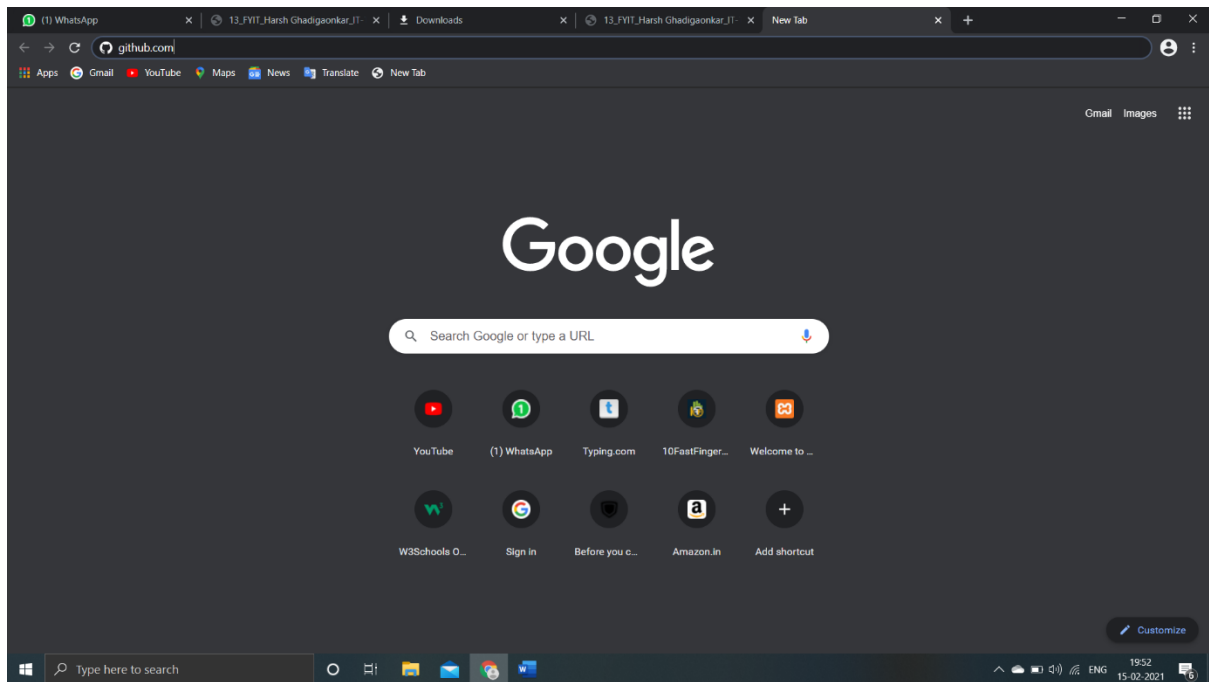 (1) WhatsApp
13_FYIT_Harsh Ghadigaonkar_IT-
Downloads
13_FYIT_Harsh Ghadigaonkar_IT-
New Tab
github.com
Apps
Gmail
YouTube
Maps
News
Translate
New Tab
Gmail Images
Google
Search Google or type a URL
YouTube
(1) WhatsApp
Typing.com
10FastFinger...
Welcome to ...
W3Schools O...
Sign in
Before you c...
Amazon.in
Add shortcut
Customize
Type here to search
ENG
19:52
15-02-2021
6